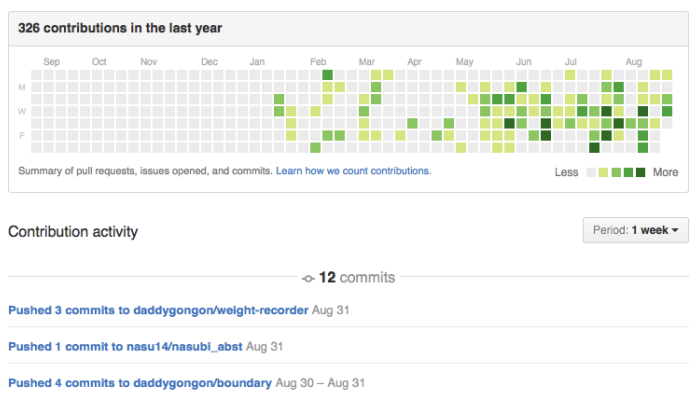 326 contributions in the last year
Sep Oct Nov Dec Jan Feb Mar Apr May Jun Jul Aug
M
W
F
Summary of pull requests, issues opened, and commits. Learn how we count contributions.
Less More
Contribution activity
Period: 1 week
12 commits
Pushed 3 commits to daddygongon/weight-recorder Aug 31
Pushed 1 commit to nasu14/nasubi_abst Aug 31
Pushed 4 commits to daddygongon/boundary Aug 30 – Aug 31